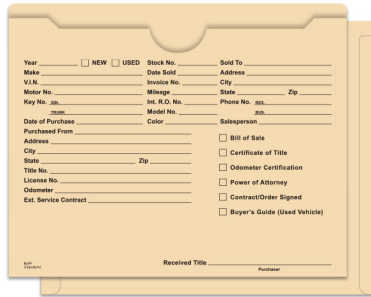 Year ☐ NEW ☐ USED Stock No. Sold To
Make Date Sold Address
V.I.N. Invoice No. City
Motor No. Mileage State Zip
Key No. IGN. Int. R.O. No. Phone No. RES.
TRUNK Model No. BUS.
Date of Purchase Color Salesperson
Purchased From
Address
City
State Zip
Title No.
License No.
Odometer
Ext. Service Contract
☐ Bill of Sale
☐ Certificate of Title
☐ Odometer Certification
☐ Power of Attorney
☐ Contract/Order Signed
☐ Buyer's Guide (Used Vehicle)
Received Title
Purchaser